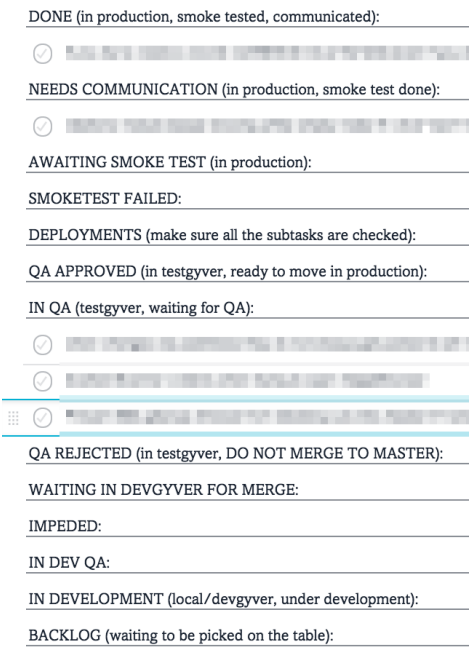 DONE (in production, smoke tested, communicated):
NEEDS COMMUNICATION (in production, smoke test done):
AWAITING SMOKE TEST (in production):
SMOKETEST FAILED:
DEPLOYMENTS (make sure all the subtasks are checked):
QA APPROVED (in testgyver, ready to move in production):
IN QA (testgyver, waiting for QA):
QA REJECTED (in testgyver, DO NOT MERGE TO MASTER):
WAITING IN DEVGYVER FOR MERGE:
IMPEDED:
IN DEV QA:
IN DEVELOPMENT (local/devgyver, under development):
BACKLOG (waiting to be picked on the table):